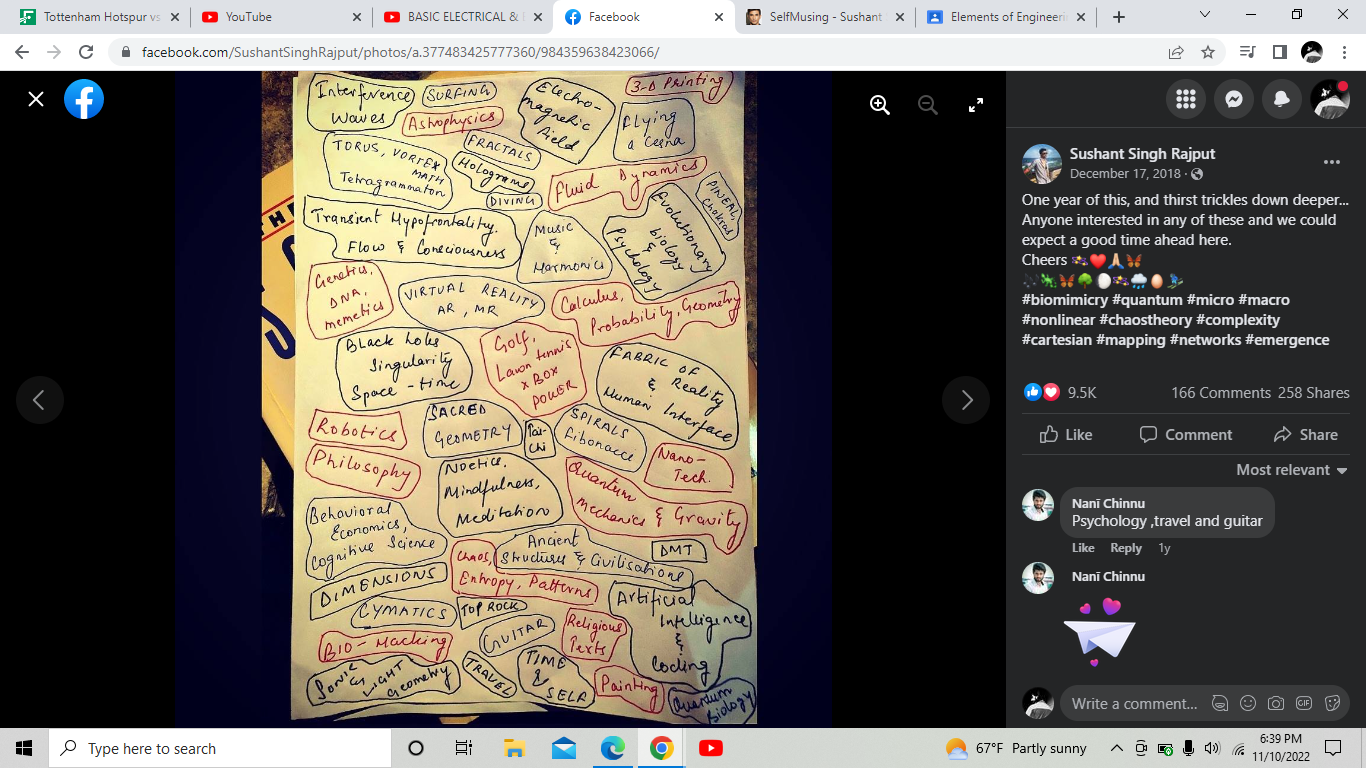 Tottenham Hotspur vs
YouTube
BASIC ELECTRICAL &
Facebook
SelfMusing - Sushant
Elements of Engineeri
facebook.com/SushantSinghRajput/photos/a.377483425777360/984359638423066/
Interference
Waves
SURFING
Astrophysics
Electro-
magnetic
field
3-D Printing
Flying
a Cesna
TORUS, VORTEX
MATH
Tetragrammaton
FRACTALS
Holograms
DIVING
Fluid Dynamics
PINEAL,
Chakras
Transient Hypofrontality.
Flow & Consciousness
MUSIC
&
Harmonics
Evolutionary
biology
&
Psychology
Genetics,
DNA,
memetics
VIRTUAL REALITY
AR, MR
Calculus,
Probability, Geometry
Black holes
Singularity
Space-time
Golf,
Lawn tennis
XBOX
POWER
FABRIC OF
& Reality
Human Interface
Robotics
SACRED
GEOMETRY
Tai-
Chi
SPIRALS
Fibonacci
Philosophy
Noetics,
Mindfulness,
Meditation
Quantum
Mechanics & Gravity
Nano-
Tech.
Behavioral
Economics,
Cognitive Science
Chaos,
Entropy, Patterns
Ancient
Structures & Civilisations
DMT
DIMENSIONS
CYMATICS
TOP ROCK
GUITAR
Religious
Texts
Artificial
Intelligence
&
Coding
BIO-Hacking
SONIC
LIGHT
Geometry
TRAVEL
TIME
&
SELF
Painting
Quantum
Biology
THE
Sushant Singh Rajput
December 17, 2018 ·
One year of this, and thirst trickles down deeper...
Anyone interested in any of these and we could
expect a good time ahead here.
Cheers 💫❤️🙏🏻🦋
#biomimicry #quantum #micro #macro
#nonlinear #chaostheory #complexity
#cartesian #mapping #networks #emergence
9.5K
166 Comments 258 Shares
Like Comment Share
Most relevant
Nanī Chinnu
Psychology ,travel and guitar
Like Reply 1y
Nanī Chinnu
Write a comment...
GIF
Type here to search
67°F Partly sunny
6:39 PM
11/10/2022